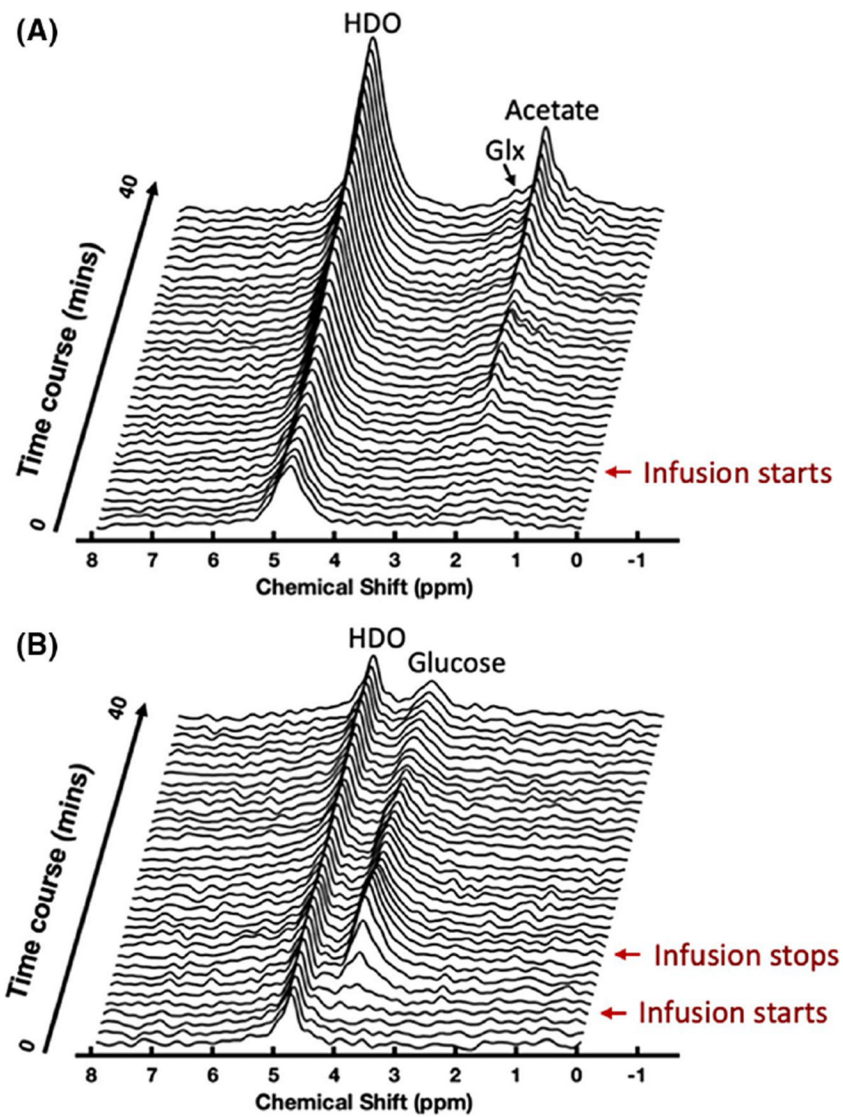 (A)
HDO
Acetate
Glx
40
Time course (mins)
0
Infusion starts
8 7 6 5 4 3 2 1 0 -1
Chemical Shift (ppm)
(B)
HDO
Glucose
40
Time course (mins)
0
Infusion stops
Infusion starts
8 7 6 5 4 3 2 1 0 -1
Chemical Shift (ppm)